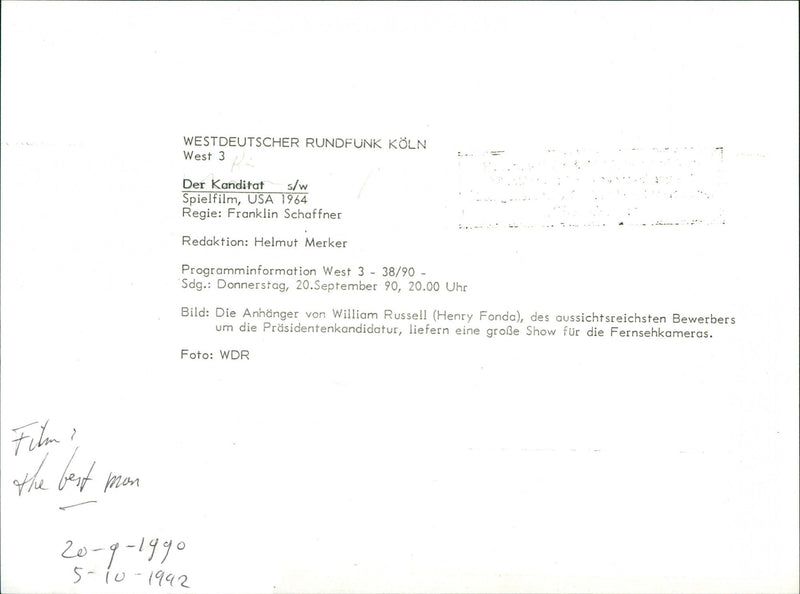 WESTDEUTSCHER RUNDFUNK KÖLN
West 3
Der Kanditat s/w
Spielfilm, USA 1964
Regie: Franklin Schaffner
Redaktion: Helmut Merker
Programminformation West 3 - 38/90 -
Sdg.: Donnerstag, 20.September 90, 20.00 Uhr
Bild: Die Anhänger von William Russell (Henry Fonda), des aussichtsreichsten Bewerbers
um die Präsidentenkandidatur, liefern eine große Show für die Fernsehkameras.
Foto: WDR
Film:
the best man
20-9-1990
5-10-1992